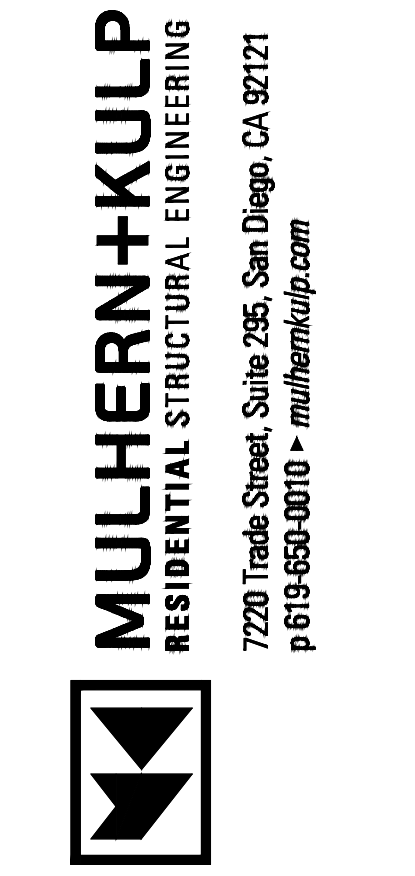 MULHERN+KULP
RESIDENTIAL STRUCTURAL ENGINEERING
7220 Trade Street, Suite 295, San Diego, CA 92121
p 619-650-0010 ► mulhernkulp.com